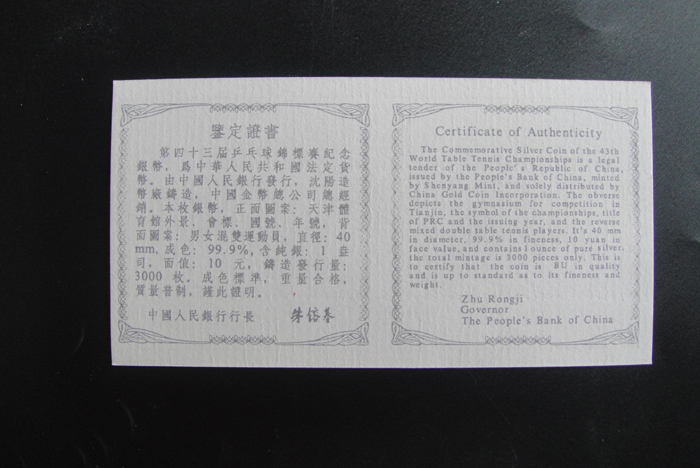 鉴定證書
第四十三届乒乓球錦標賽紀念
銀幣，爲中華人民共和國法定貨
幣。由中國人民銀行發行，沈陽造
幣廠鑄造，中國金幣總公司總經
銷。本枚銀幣，正面圖案：天津體
育館外景、會標、國號、年號，背
面圖案：男女混雙運動員，直徑：40
mm，成色：99.9%，含純銀：1 盎
司，面值：10 元，鑄造發行量：
3000 枚。成色標準，重量合格，
質量普制，謹此證明。
中國人民銀行行長 朱镕基
Certificate of Authenticity
The Commemorative Silver Coin of the 43th
World Table Tennis Championships is a legal
tender of the People's Republic of China,
issued by the People's Bank of China, minted
by Shenyang Mint, and solely distributed by
China Gold Coin Incorporation. The obverse
depicts the gymnasium for competition in
Tianjin, the symbol of the championships, title
of PRC and the issuing year, and the reverse
mixed double table tennis players. It's 40 mm
in diameter, 99.9% in fineness, 10 yuan in
face value, and contains 1 ounce of pure silver,
the total mintage is 3000 pieces only. This is
to certify that the coin is BU in quality
and is up to standard as to its fineness and
weight.
Zhu Rongji
Governor
The People's Bank of China